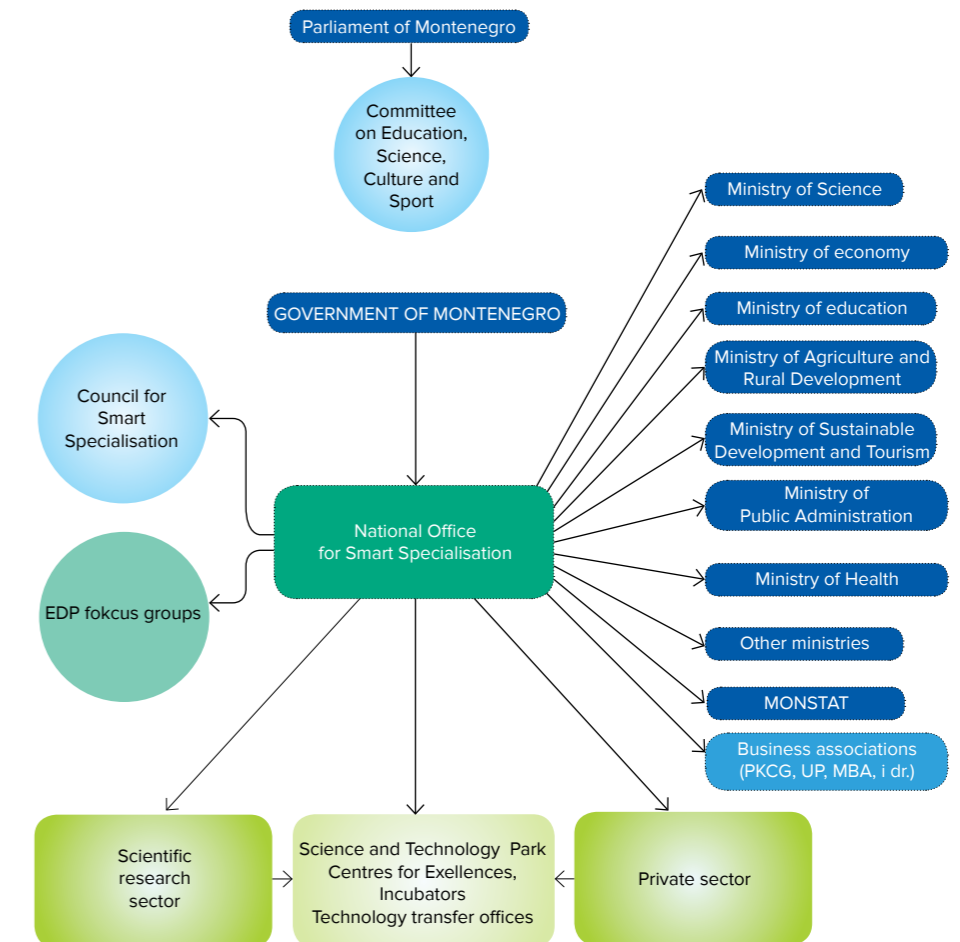 Parliament of Montenegro
Committee
on Education,
Science,
Culture and
Sport
GOVERNMENT OF MONTENEGRO
Council for
Smart
Specialisation
EDP fokcus groups
National Office
for Smart Specialisation
Ministry of Science
Ministry of economy
Ministry of education
Ministry of Agriculture and
Rural Development
Ministry of Sustainable
Development and Tourism
Ministry of
Public Administration
Ministry of Health
Other ministries
MONSTAT
Business associations
(PKCG, UP, MBA, i dr.)
Scientific
research
sector
Science and Technology Park
Centres for Exellences,
Incubators
Technology transfer offices
Private sector